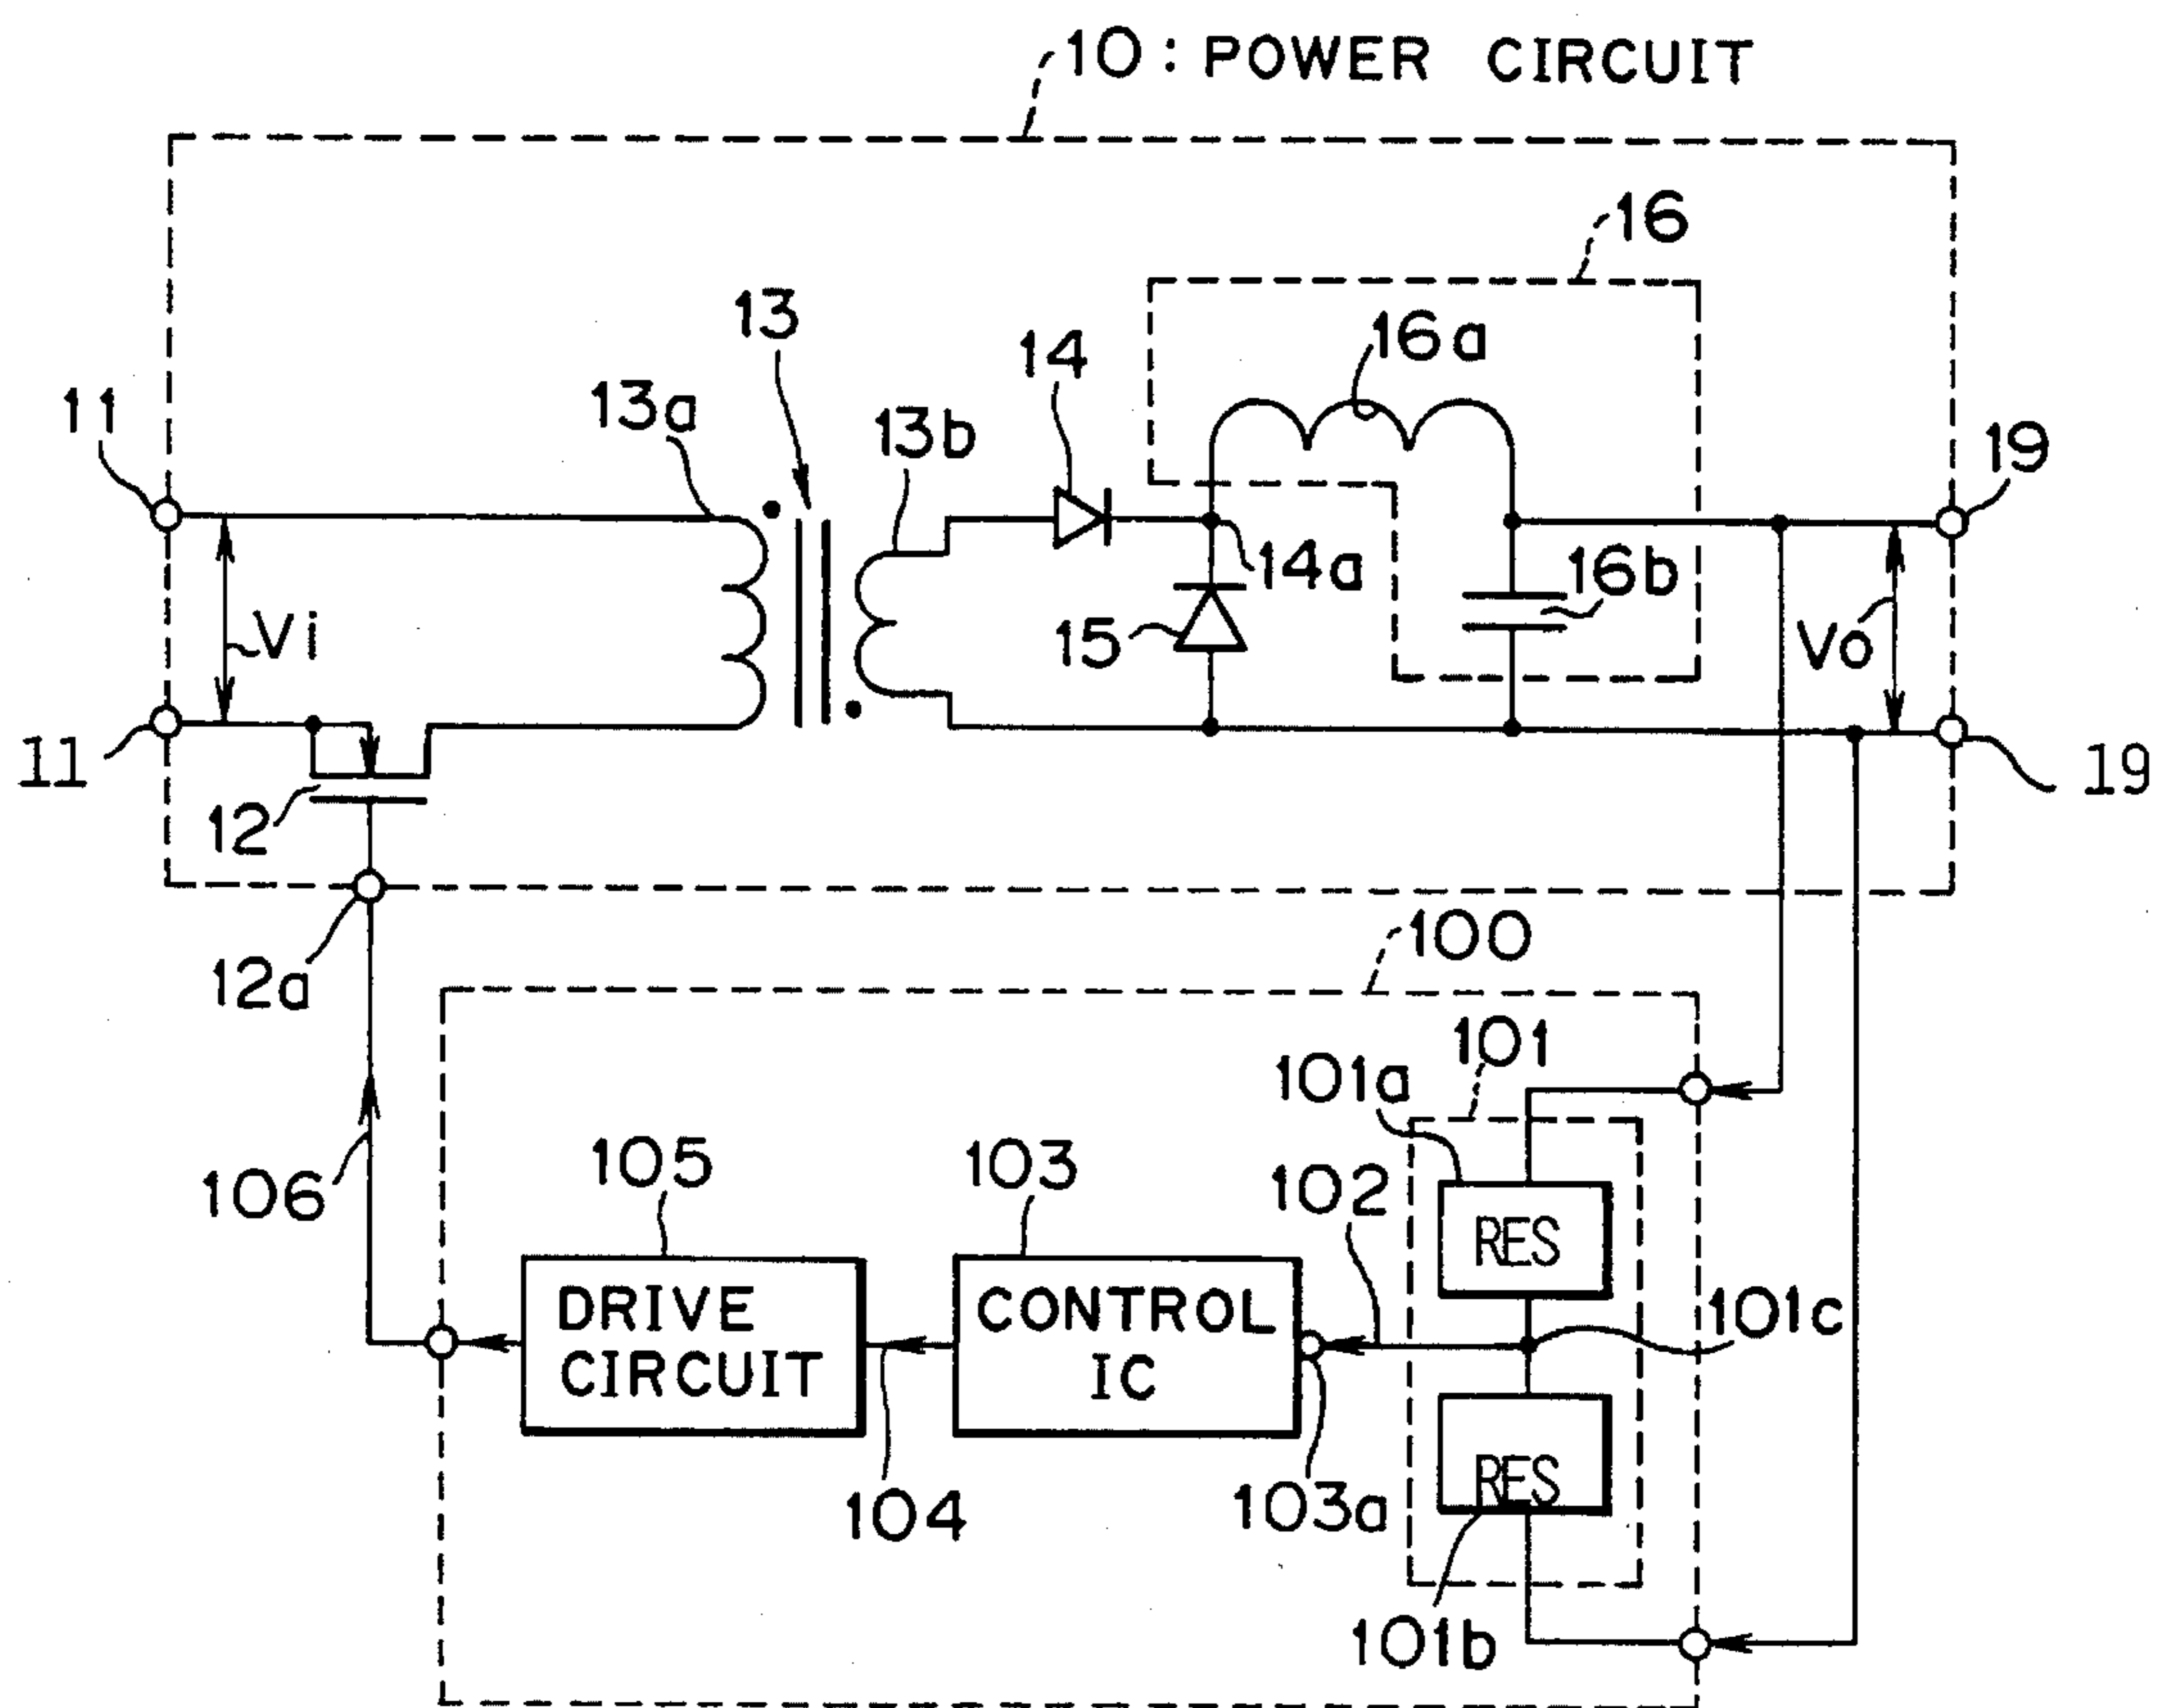 10 : POWER CIRCUIT
16
16a
13
14
13a
13b
11
19
14a
16b
Vi
15
Vo
11
19
12
12a
100
101
101a
105
103
102
106
RES
DRIVE
CIRCUIT
CONTROL
IC
101c
RES
104
103a
101b